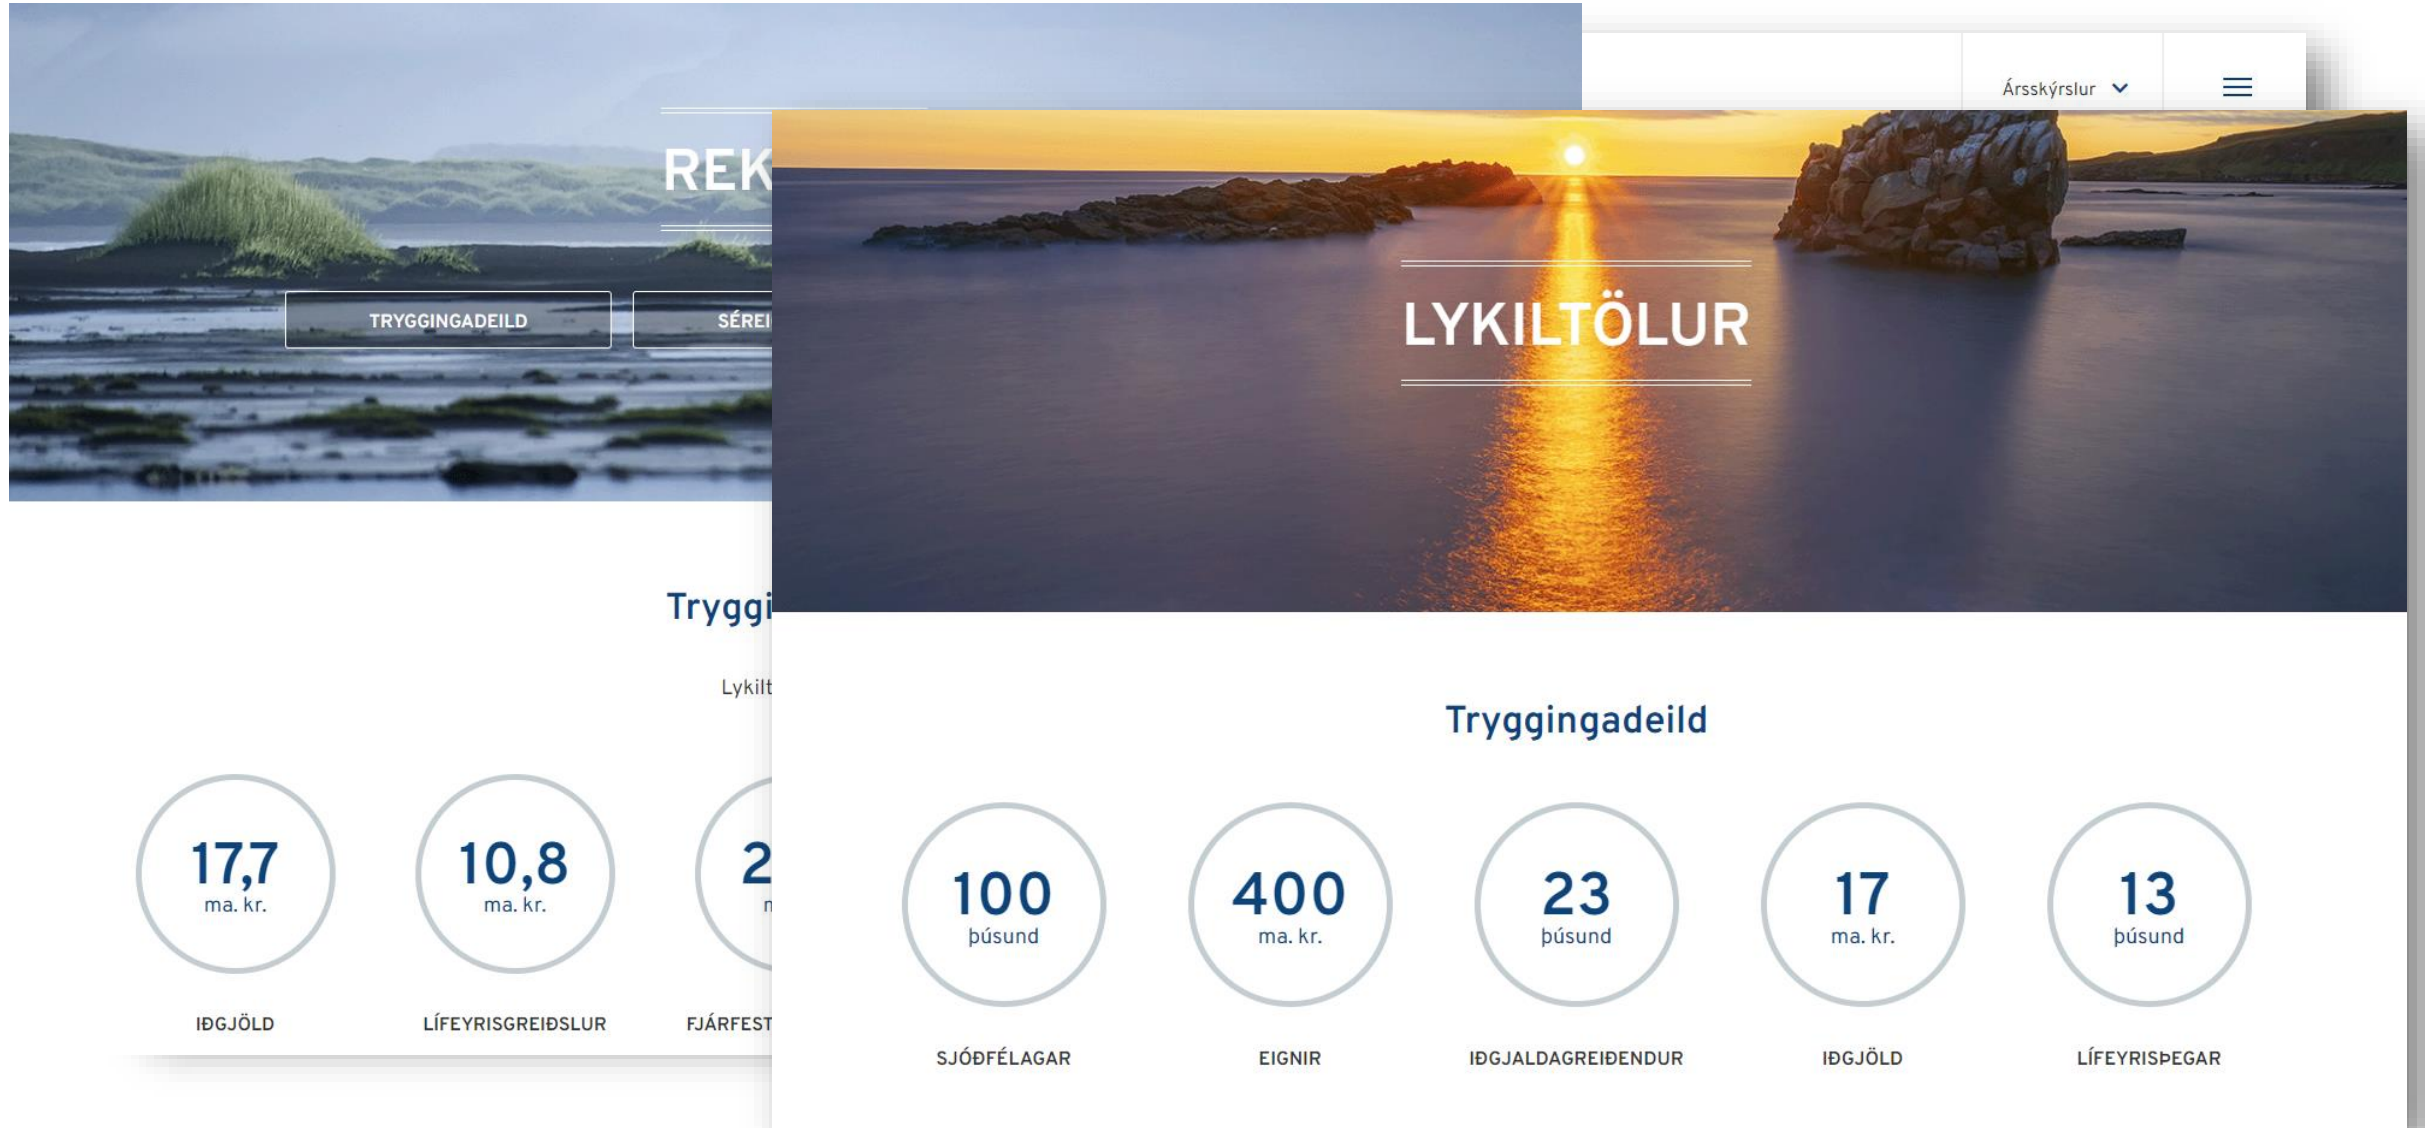 Ársskýrslur
REK
TRYGGINGADEILD
SÉREI
Tryggi
Lykilt
17,7
ma. kr.
IÐGJÖLD
10,8
ma. kr.
LÍFEYRISGREIÐSLUR
2
FJÁRFEST
LYKILTÖLUR
Tryggingadeild
100
þúsund
SJÓÐFÉLAGAR
400
ma. kr.
EIGNIR
23
þúsund
IÐGJALDAGREIÐENDUR
17
ma. kr.
IÐGJÖLD
13
þúsund
LÍFEYRISÞEGAR